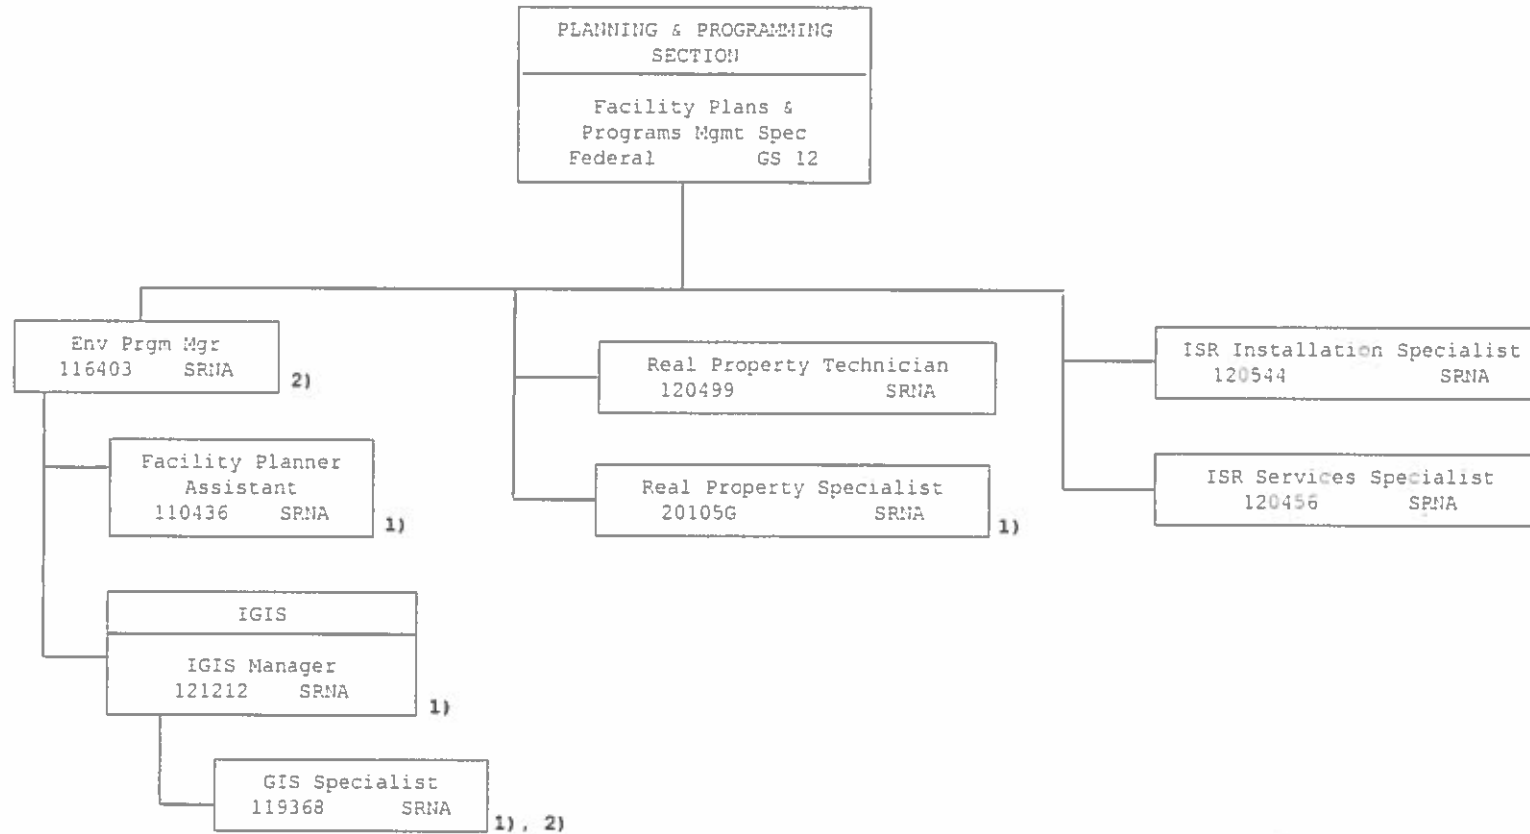 PLANNING & PROGRAMMING
SECTION
Facility Plans &
Programs Mgmt Spec
Federal GS 12
Env Prgm Mgr
116403 SRNA
2)
Facility Planner
Assistant
110436 SRNA
1)
IGIS
IGIS Manager
121212 SRNA
1)
GIS Specialist
119368 SRNA
1), 2)
Real Property Technician
120499 SRNA
Real Property Specialist
20105G SRNA
1)
ISR Installation Specialist
120544 SRNA
ISR Services Specialist
120456 SRNA